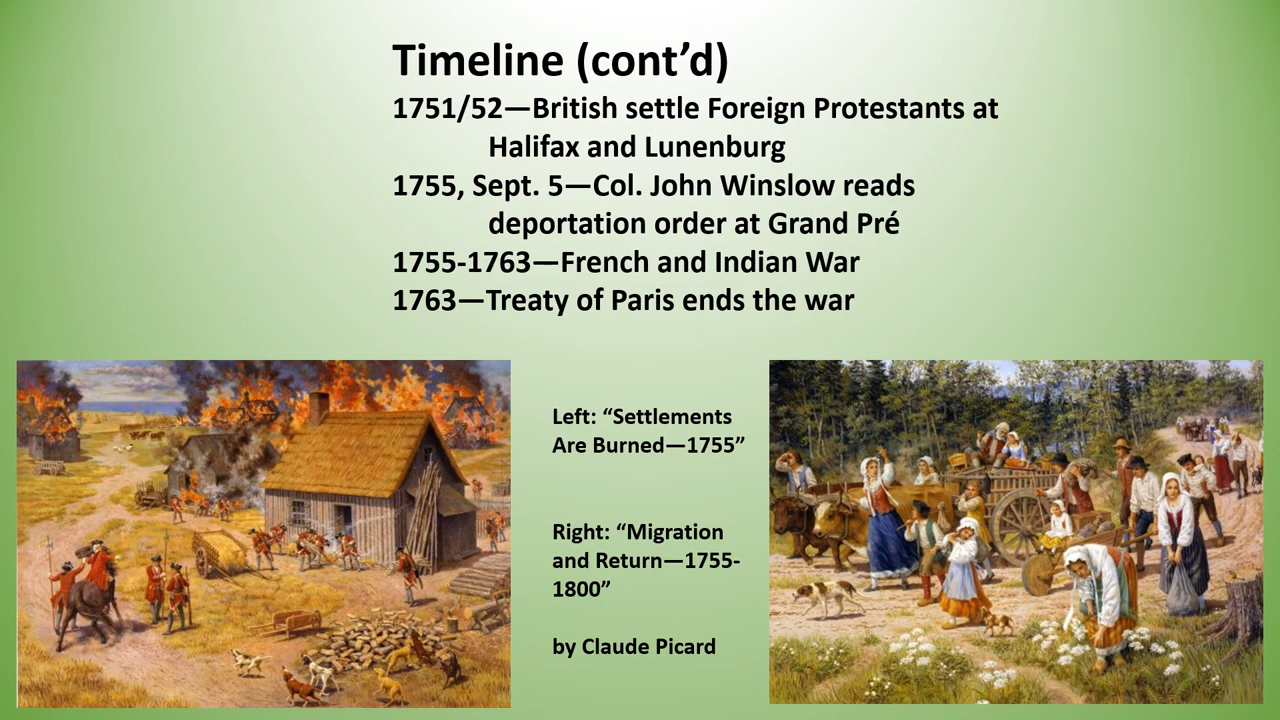 Timeline (cont’d)
1751/52—British settle Foreign Protestants at
Halifax and Lunenburg
1755, Sept. 5—Col. John Winslow reads
deportation order at Grand Pré
1755-1763—French and Indian War
1763—Treaty of Paris ends the war
Left: “Settlements
Are Burned—1755”
Right: “Migration
and Return—1755-
1800”
by Claude Picard